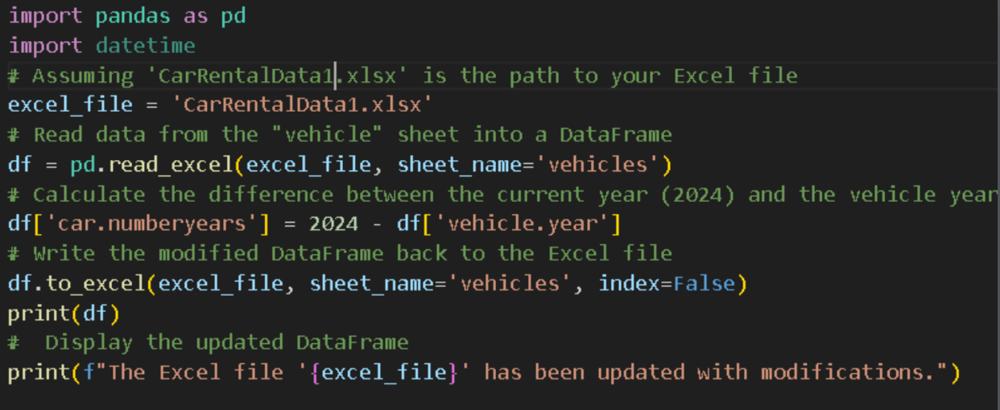 import pandas as pd
import datetime
# Assuming 'CarRentalData1.xlsx' is the path to your Excel file
excel_file = 'CarRentalData1.xlsx'
# Read data from the "vehicle" sheet into a DataFrame
df = pd.read_excel(excel_file, sheet_name='vehicles')
# Calculate the difference between the current year (2024) and the vehicle year
df['car.numberyears'] = 2024 - df['vehicle.year']
# Write the modified DataFrame back to the Excel file
df.to_excel(excel_file, sheet_name='vehicles', index=False)
print(df)
#  Display the updated DataFrame
print(f"The Excel file '{excel_file}' has been updated with modifications.")